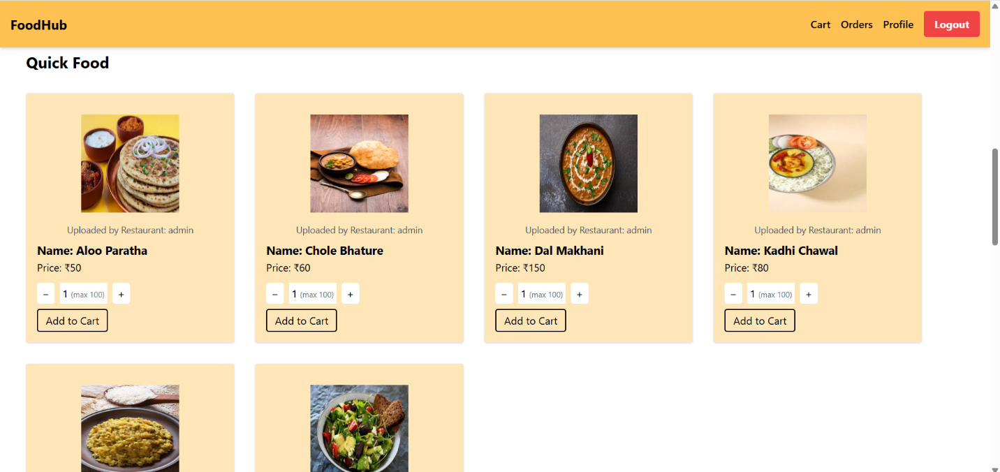 FoodHub Cart Orders Profile Logout
Quick Food
Uploaded by Restaurant: admin
Name: Aloo Paratha
Price: ₹50
– 1 (max 100) +
Add to Cart
Uploaded by Restaurant: admin
Name: Chole Bhature
Price: ₹60
– 1 (max 100) +
Add to Cart
Uploaded by Restaurant: admin
Name: Dal Makhani
Price: ₹150
– 1 (max 100) +
Add to Cart
Uploaded by Restaurant: admin
Name: Kadhi Chawal
Price: ₹80
– 1 (max 100) +
Add to Cart